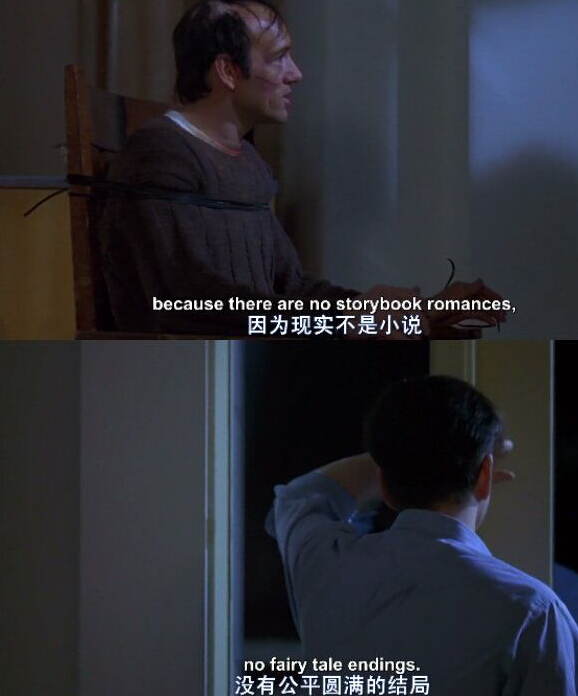 because there are no storybook romances,
因为现实不是小说
no fairy tale endings.
没有公平圆满的结局